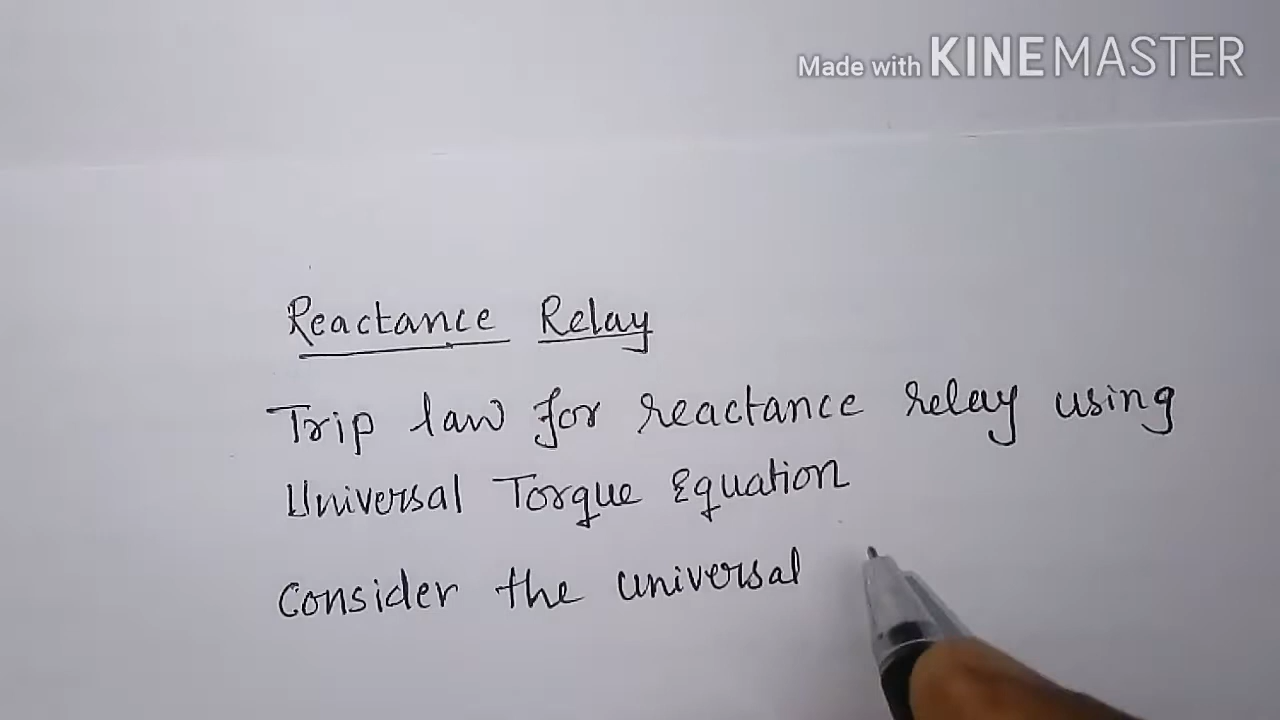 Made with KINEMASTER
Reactance Relay
Trip law for reactance relay using
Universal Torque Equation
Consider the universal